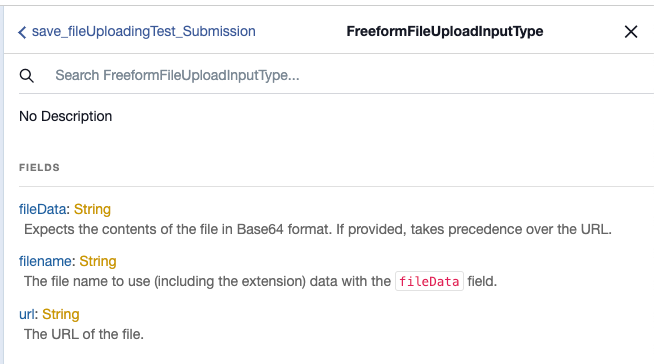 save_fileUploadingTest_Submission FreeformFileUploadInputType
Search FreeformFileUploadInputType...
No Description
FIELDS
fileData: String
Expects the contents of the file in Base64 format. If provided, takes precedence over the URL.
filename: String
The file name to use (including the extension) data with the fileData field.
url: String
The URL of the file.